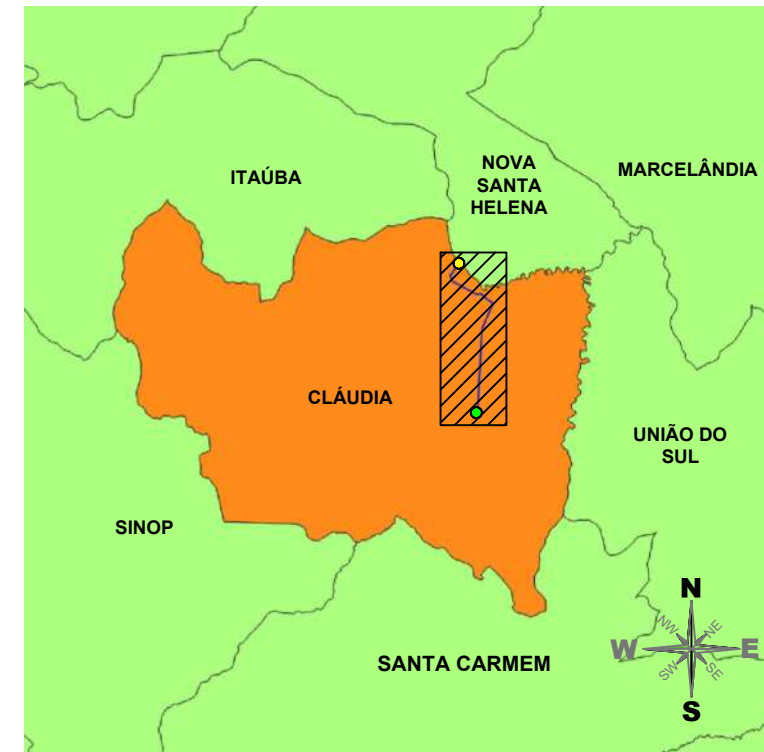 ITAÚBA
NOVA
SANTA
HELENA
MARCELÂNDIA
CLÁUDIA
UNIÃO DO
SUL
SINOP
SANTA CARMEM
N
NW
NE
W
E
SW
SE
S